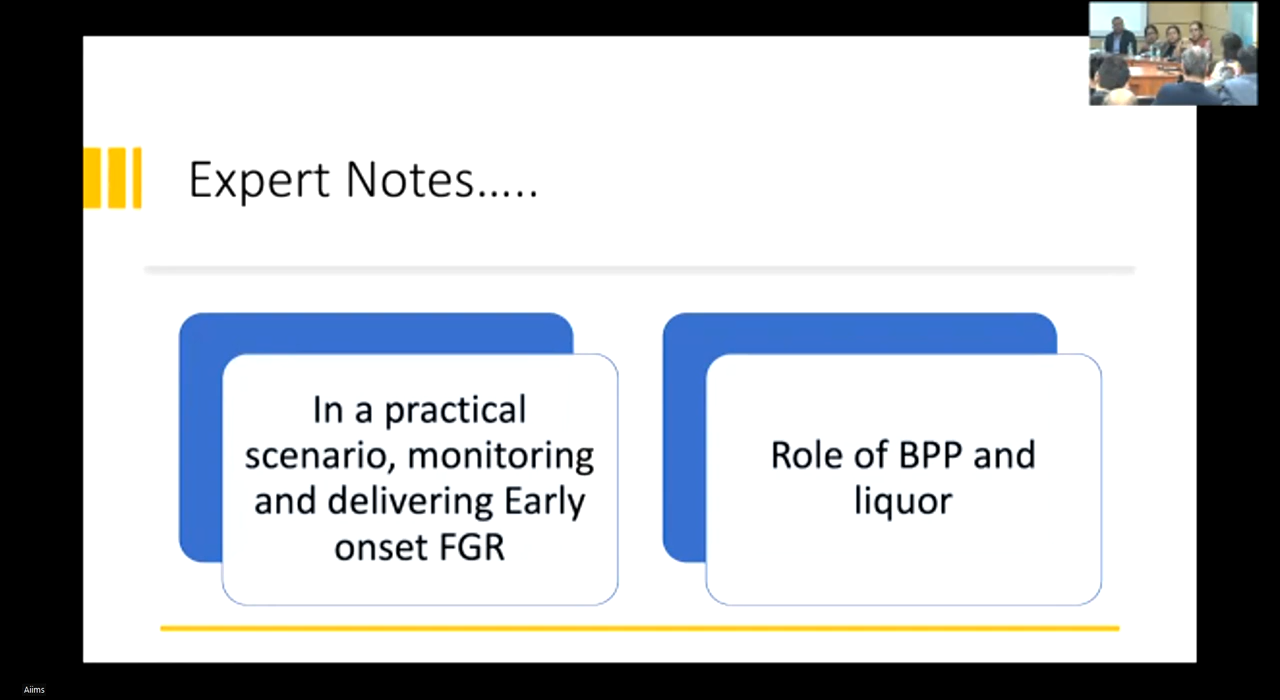 Expert Notes.....
In a practical
scenario, monitoring
and delivering Early
onset FGR
Role of BPP and
liquor
Aiims